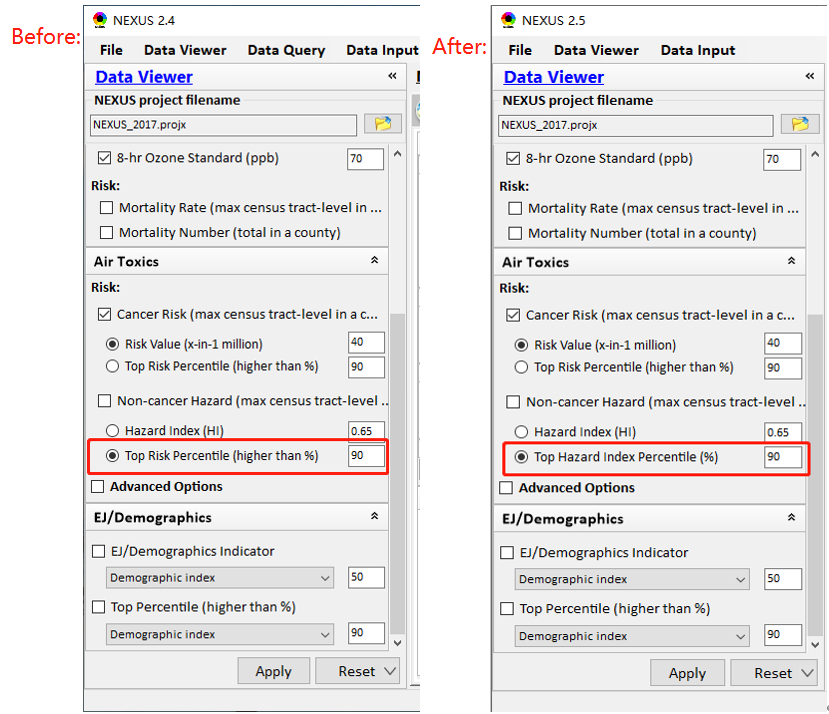 Before:
NEXUS 2.4
File Data Viewer Data Query Data Input
Data Viewer «
NEXUS project filename
NEXUS_2017.projx
8-hr Ozone Standard (ppb) 70
Risk:
Mortality Rate (max census tract-level in ...
Mortality Number (total in a county)
Air Toxics
Risk:
Cancer Risk (max census tract-level in a c...
Risk Value (x-in-1 million) 40
Top Risk Percentile (higher than %) 90
Non-cancer Hazard (max census tract-level ..
Hazard Index (HI) 0.65
Top Risk Percentile (higher than %) 90
Advanced Options
EJ/Demographics
EJ/Demographics Indicator
Demographic index 50
Top Percentile (higher than %)
Demographic index 90
Apply Reset
After:
NEXUS 2.5
File Data Viewer Data Input
Data Viewer «
NEXUS project filename
NEXUS_2017.projx
8-hr Ozone Standard (ppb) 70
Risk:
Mortality Rate (max census tract-level in ...
Mortality Number (total in a county)
Air Toxics
Risk:
Cancer Risk (max census tract-level in a c...
Risk Value (x-in-1 million) 40
Top Risk Percentile (higher than %) 90
Non-cancer Hazard (max census tract-level ..
Hazard Index (HI) 0.65
Top Hazard Index Percentile (%) 90
Advanced Options
EJ/Demographics
EJ/Demographics Indicator
Demographic index 50
Top Percentile (higher than %)
Demographic index 90
Apply Reset